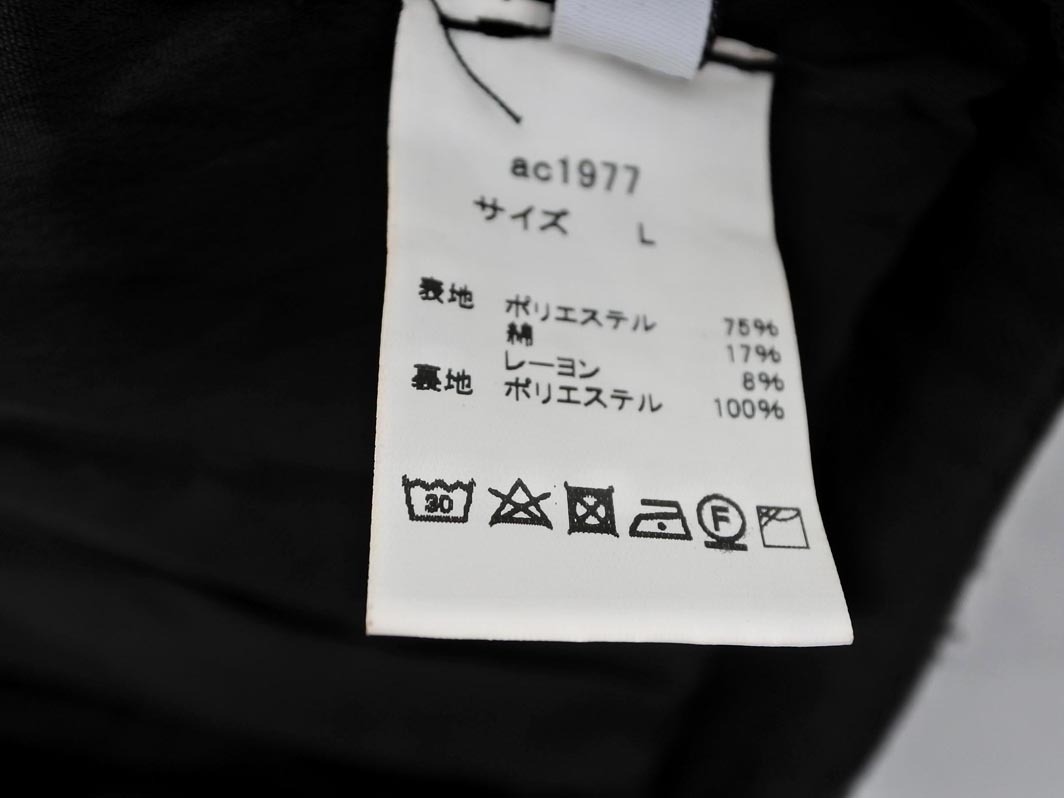 ac1977
サイズ L
表地 ポリエステル 75%
綿 17%
レーヨン 8%
裏地 ポリエステル 100%
30
F